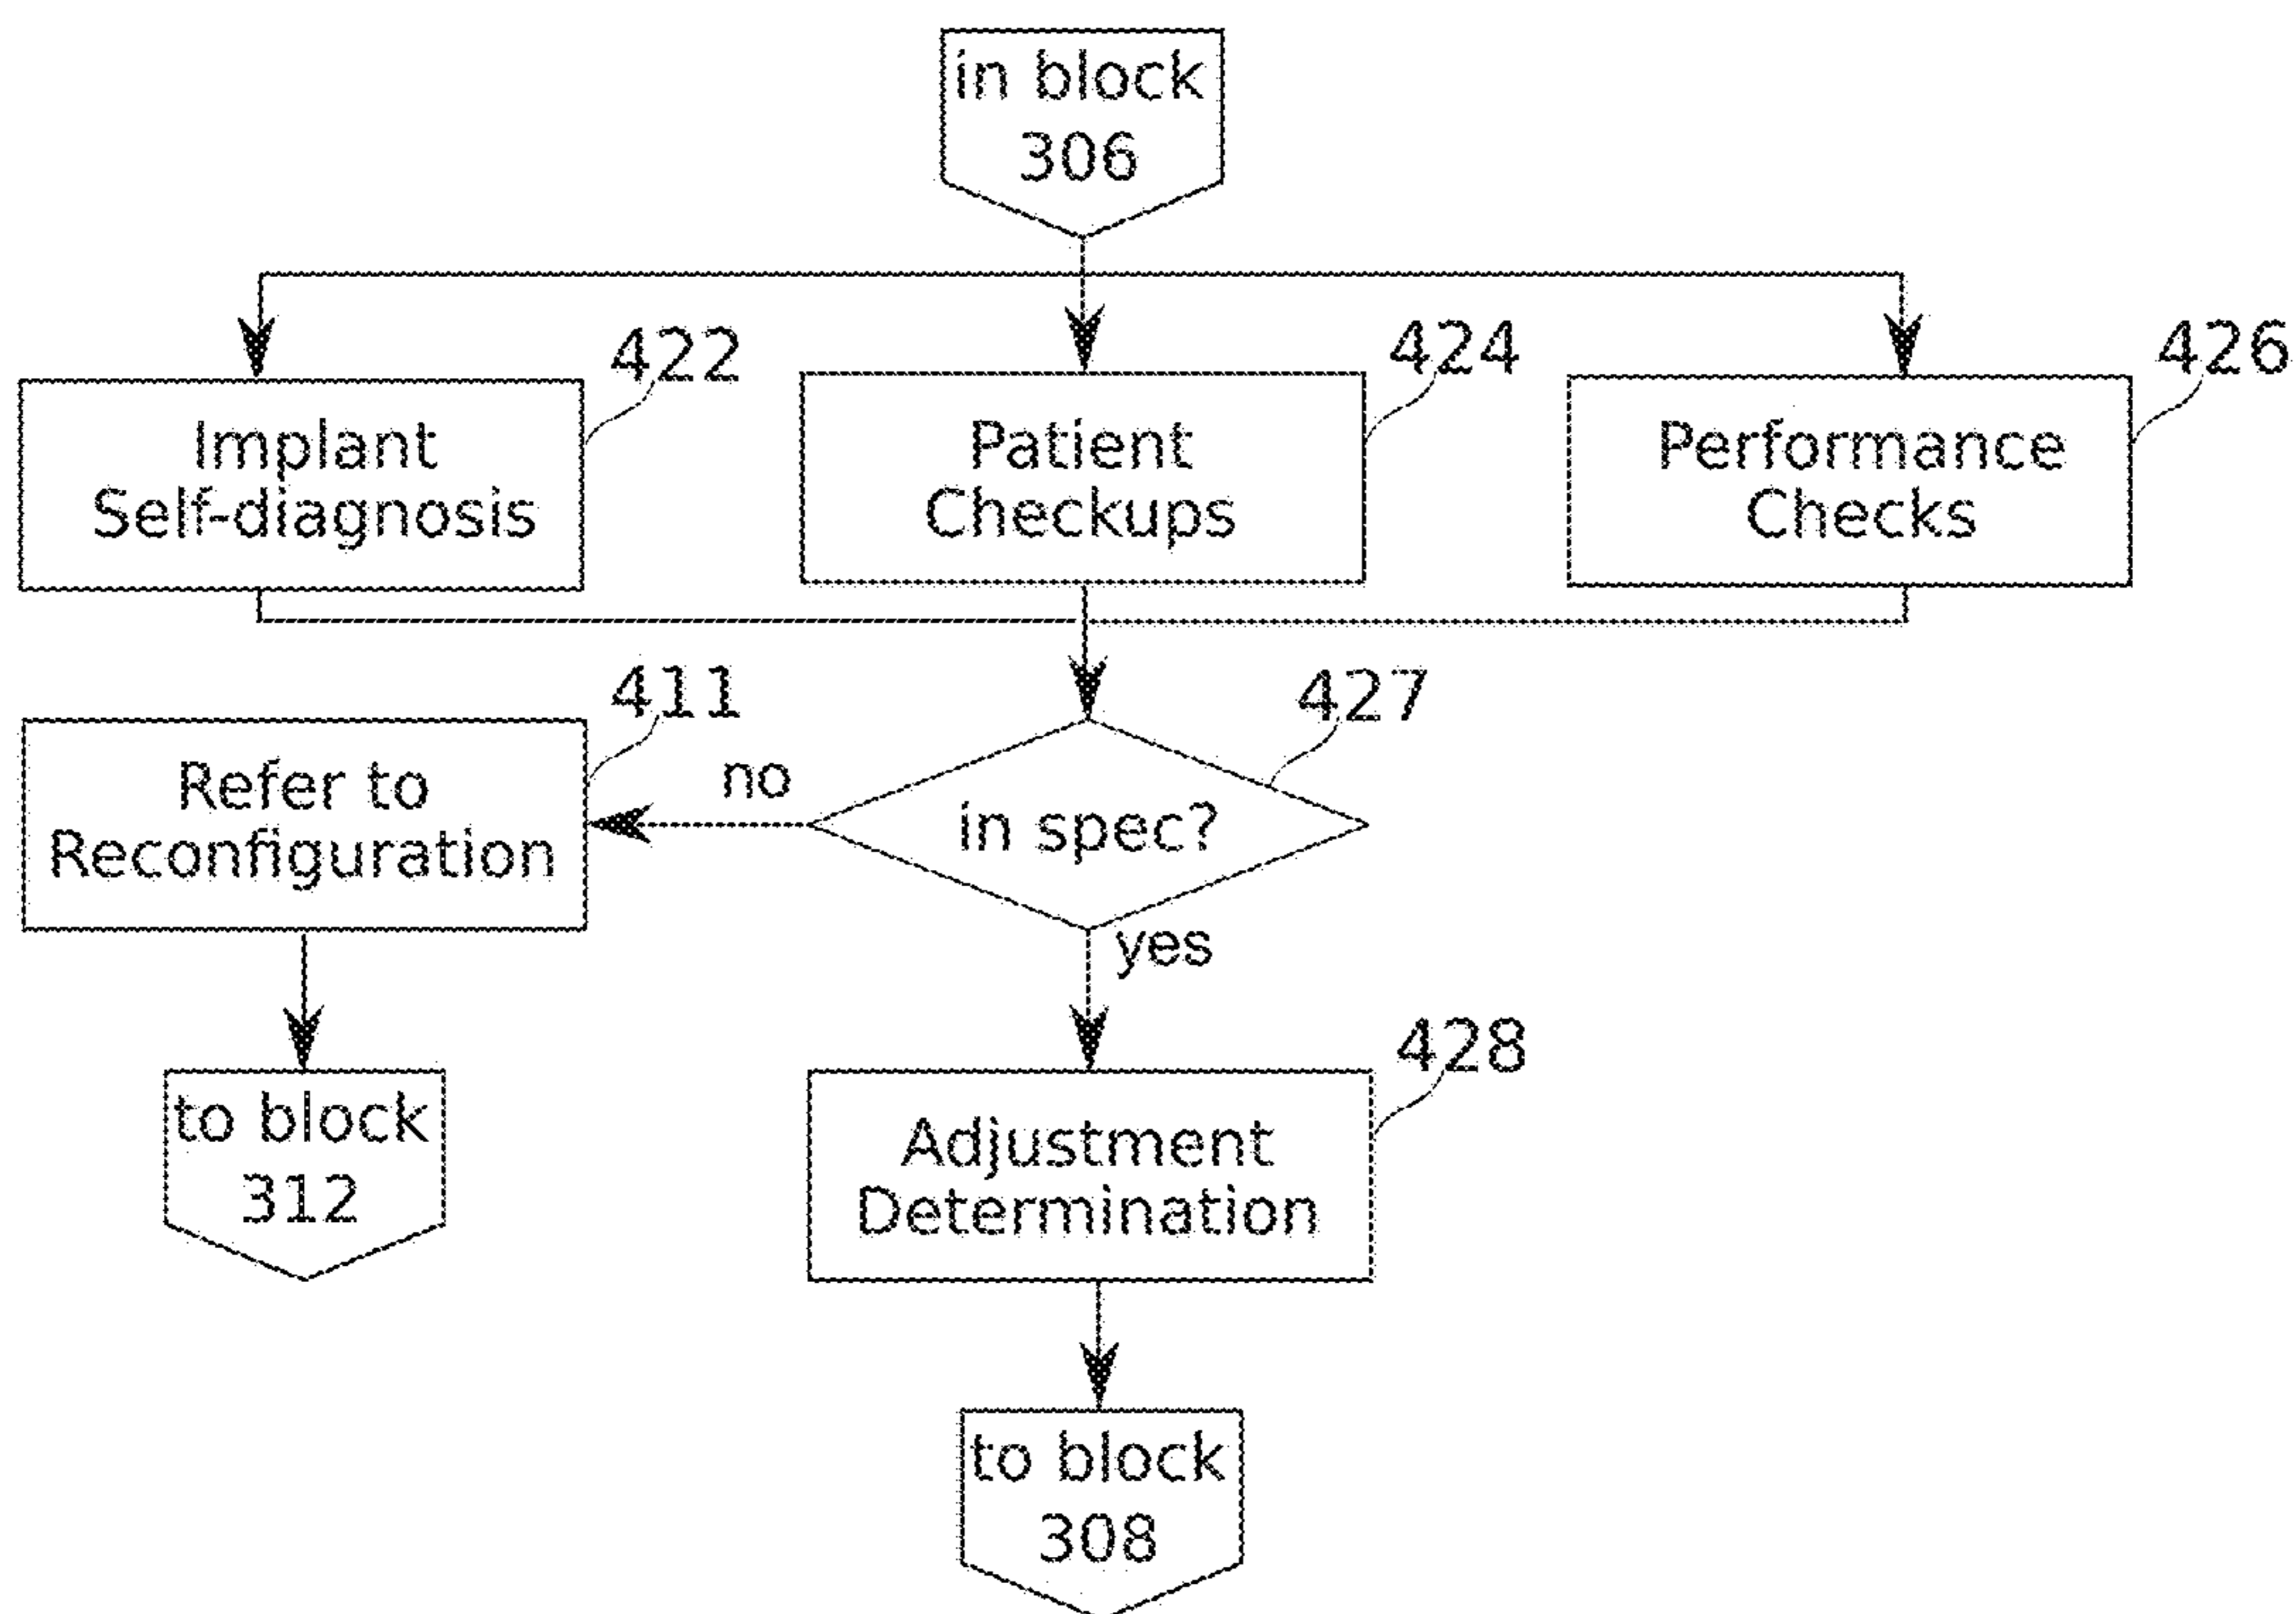 in block
306
422
424
426
Implant
Self-diagnosis
Patient
Checkups
Performance
Checks
411
427
Refer to
Reconfiguration
no
in spec?
yes
428
to block
312
Adjustment
Determination
to block
308